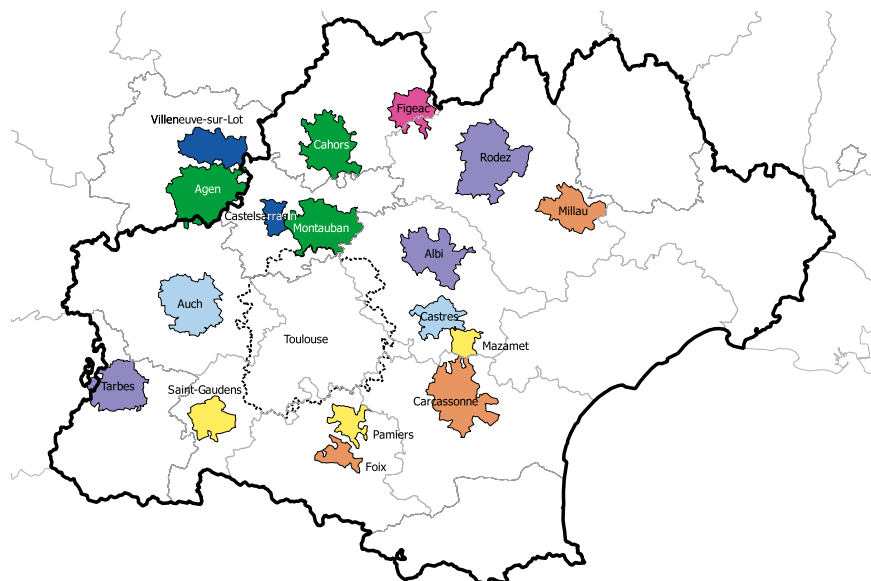 Figeac
Villeneuve-sur-Lot
Cahors
Rodez
Agen
Millau
Castelsarrasin
Montauban
Albi
Auch
Castres
Toulouse
Mazamet
Tarbes
Saint-Gaudens
Carcassonne
Pamiers
Foix